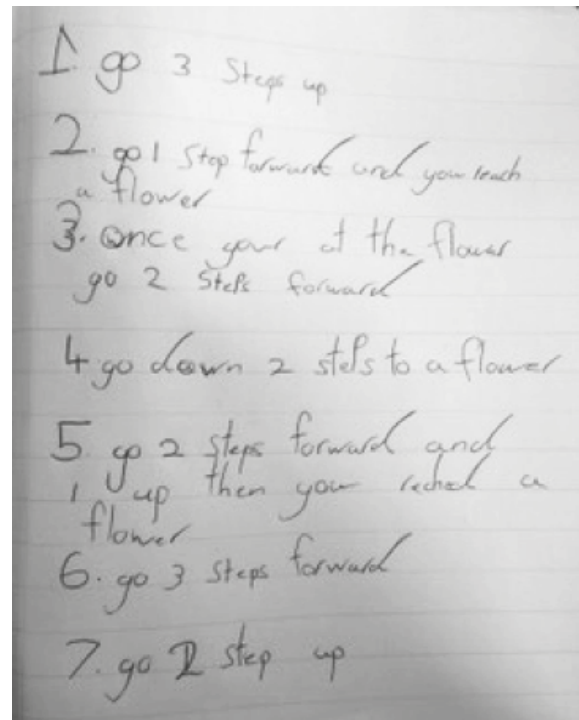 1. go 3 Steps up
2. go 1 Step forward and you reach
a flower
3. Once your at the flower
go 2 Steps forward
4. go down 2 steps to a flower
5. go 2 steps forward and
1 up then you reched a
flower
6. go 3 steps forward
7. go step up